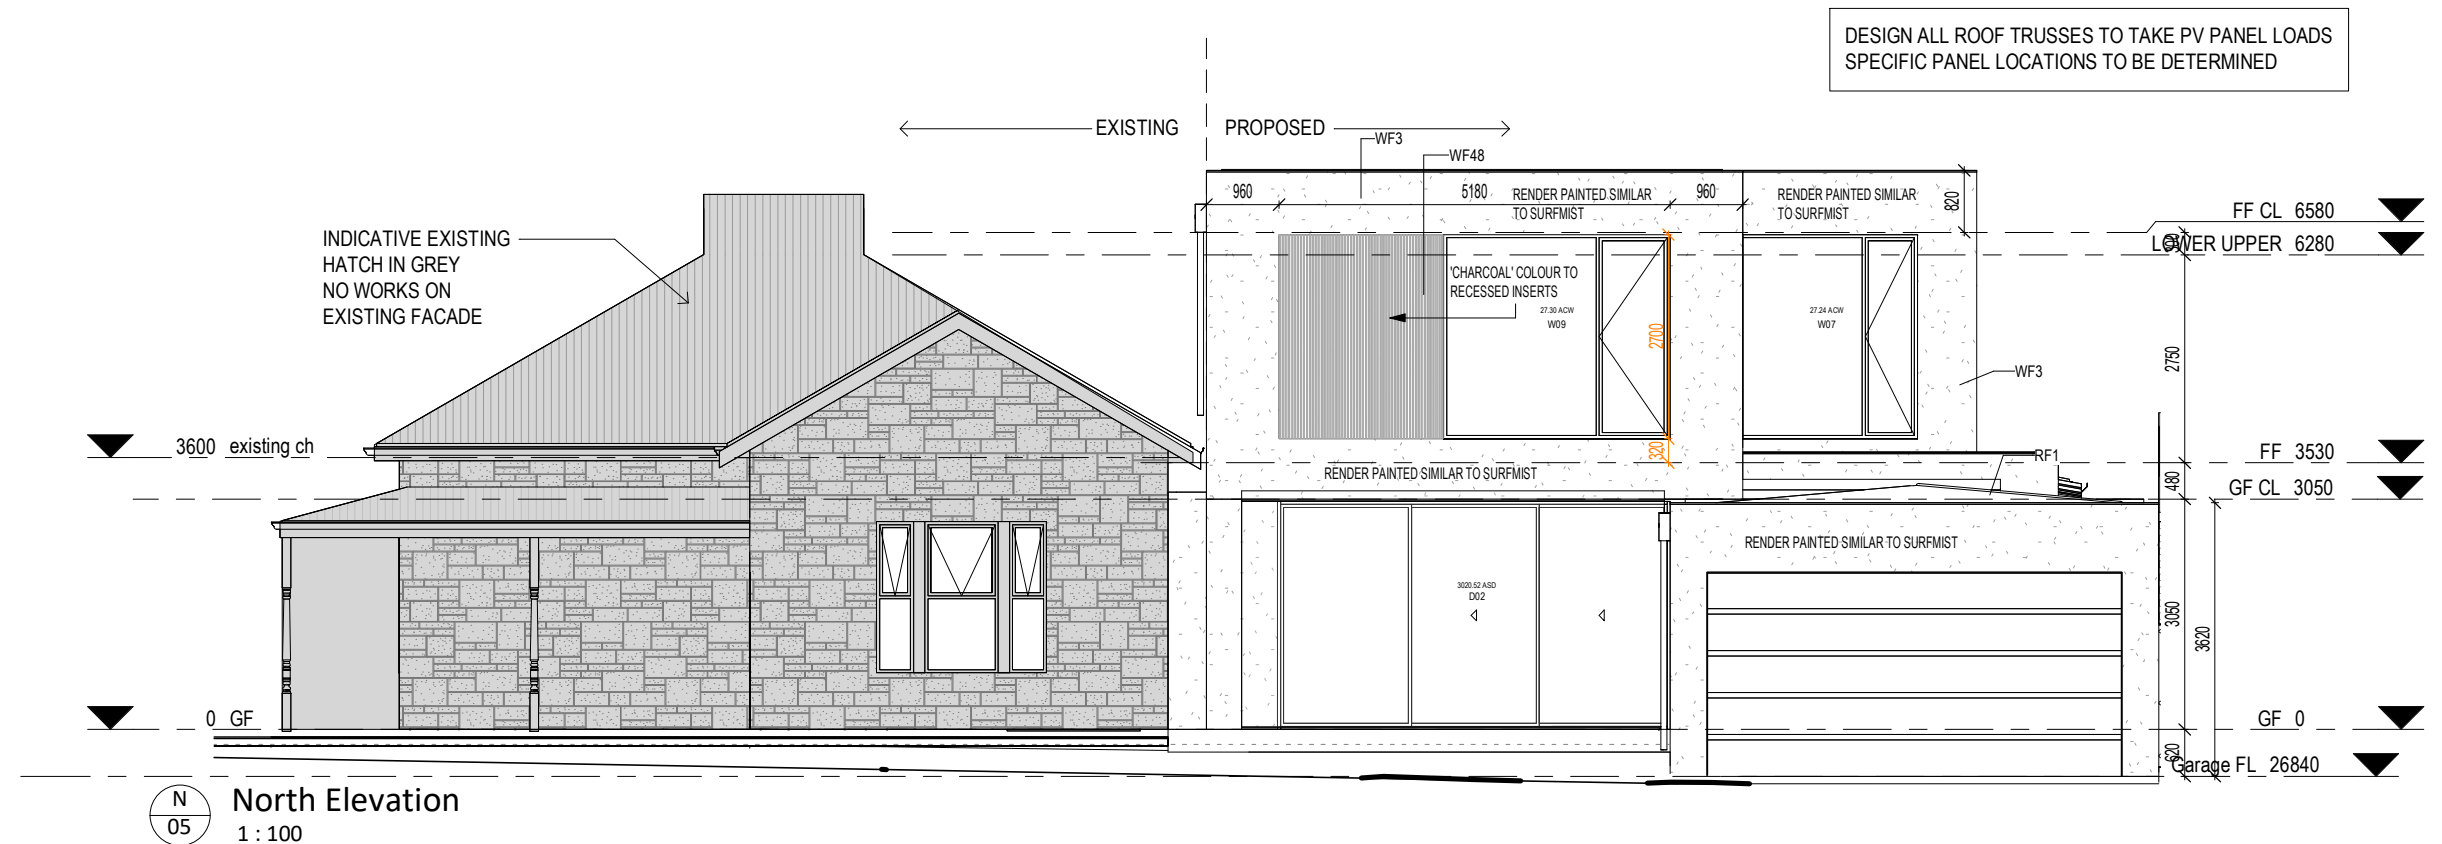 DESIGN ALL ROOF TRUSSES TO TAKE PV PANEL LOADS
SPECIFIC PANEL LOCATIONS TO BE DETERMINED
EXISTING
PROPOSED
WF3
WF48
960
5180
960
RENDER PAINTED SIMILAR
TO SURFMIST
RENDER PAINTED SIMILAR
TO SURFMIST
820
FF CL 6580
LOWER UPPER 6280
INDICATIVE EXISTING
HATCH IN GREY
NO WORKS ON
EXISTING FACADE
'CHARCOAL' COLOUR TO
RECESSED INSERTS
27.30 ACW
W09
27.24 ACW
W07
2700
2750
WF3
3600 existing ch
320
FF 3530
RF1
RENDER PAINTED SIMILAR TO SURFMIST
480
GF CL 3050
RENDER PAINTED SIMILAR TO SURFMIST
3020.52 ASD
D02
3050
3620
0 GF
GF 0
620
Garage FL 26840
N
05
North Elevation
1 : 100